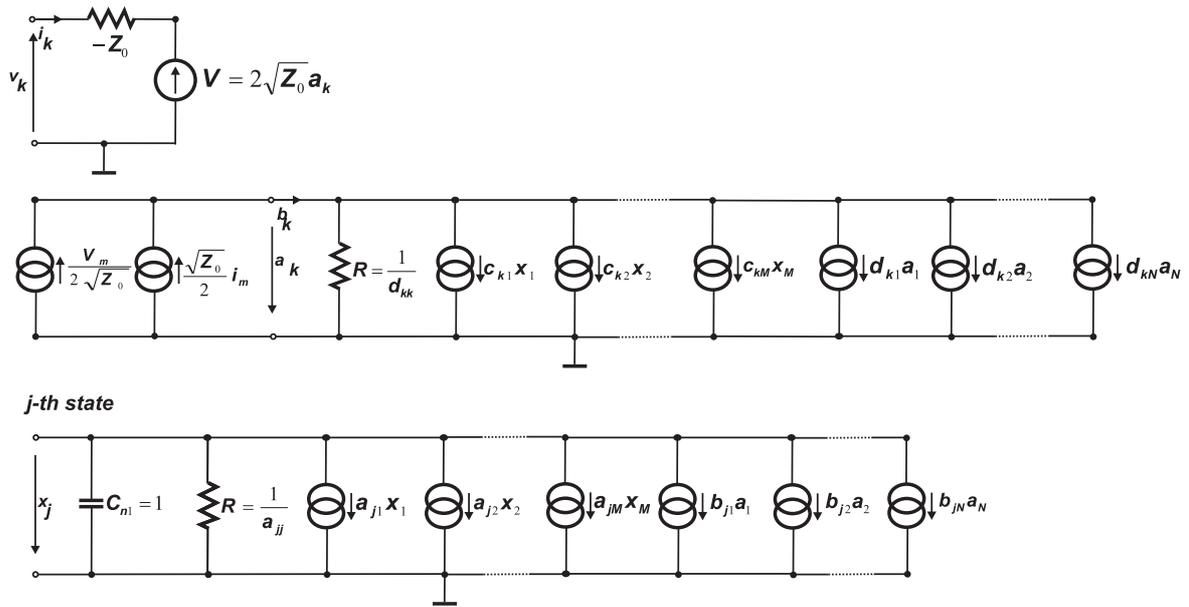 i_k
−Z_0
v_k
V = 2√Z_0 a_k
V_m / 2√Z_0
√Z_0 / 2 i_m
b_k
a_k
R = 1 / d_kk
c_k1 x_1
c_k2 x_2
c_kM x_M
d_k1 a_1
d_k2 a_2
d_kN a_N
j-th state
x_j
C_n1 = 1
R = 1 / a_jj
a_j1 x_1
a_j2 x_2
a_jM x_M
b_j1 a_1
b_j2 a_2
b_jN a_N